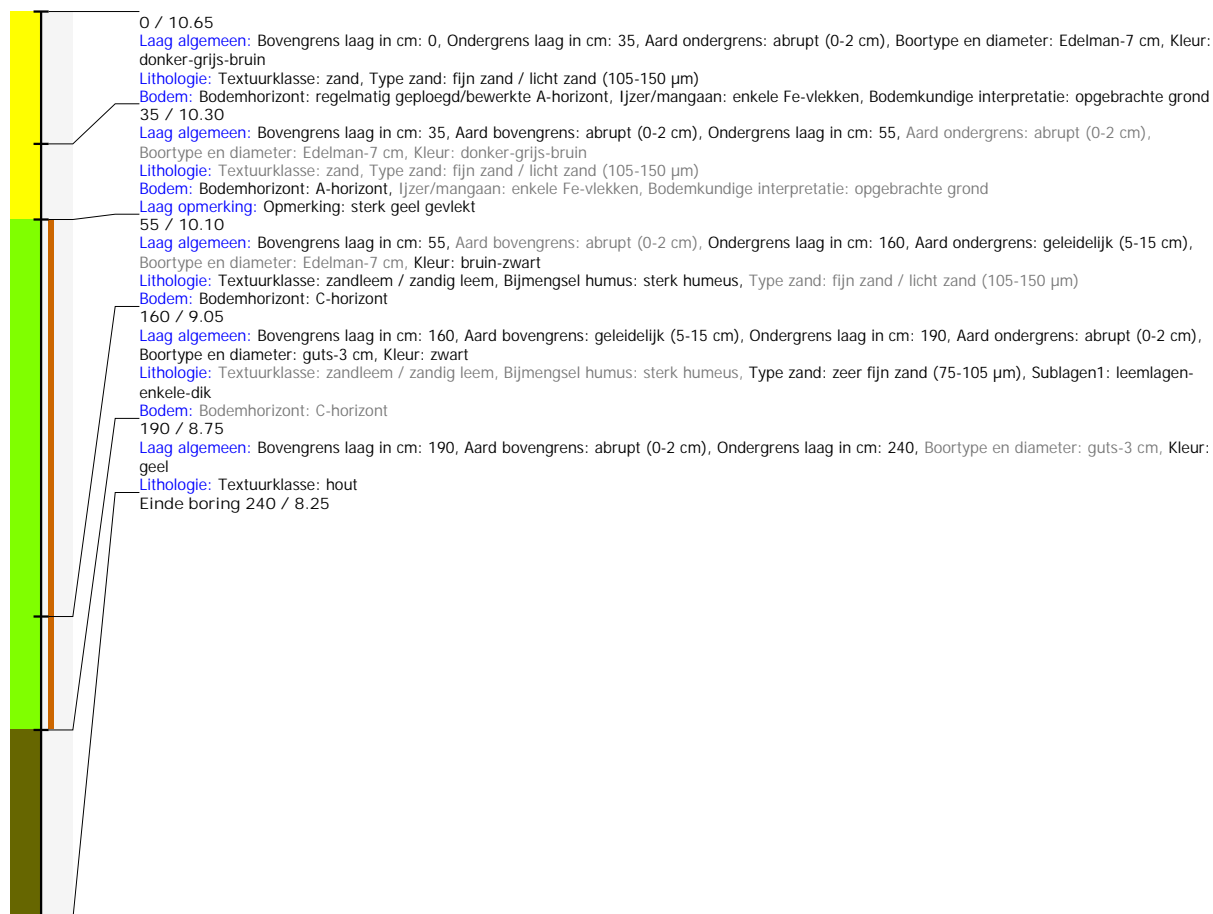 0 / 10.65
Laag algemeen: Bovengrens laag in cm: 0, Ondergrens laag in cm: 35, Aard ondergrens: abrupt (0-2 cm), Boortype en diameter: Edelman-7 cm, Kleur:
donker-grijs-bruin
Lithologie: Textuurklasse: zand, Type zand: fijn zand / licht zand (105-150 µm)
Bodem: Bodemhorizont: regelmatig geploegd/bewerkte A-horizont, Ijzer/mangaan: enkele Fe-vlekken, Bodemkundige interpretatie: opgebrachte grond
35 / 10.30
Laag algemeen: Bovengrens laag in cm: 35, Aard bovengrens: abrupt (0-2 cm), Ondergrens laag in cm: 55, Aard ondergrens: abrupt (0-2 cm),
Boortype en diameter: Edelman-7 cm, Kleur: donker-grijs-bruin
Lithologie: Textuurklasse: zand, Type zand: fijn zand / licht zand (105-150 µm)
Bodem: Bodemhorizont: A-horizont, Ijzer/mangaan: enkele Fe-vlekken, Bodemkundige interpretatie: opgebrachte grond
Laag opmerking: Opmerking: sterk geel gevlekt
55 / 10.10
Laag algemeen: Bovengrens laag in cm: 55, Aard bovengrens: abrupt (0-2 cm), Ondergrens laag in cm: 160, Aard ondergrens: geleidelijk (5-15 cm),
Boortype en diameter: Edelman-7 cm, Kleur: bruin-zwart
Lithologie: Textuurklasse: zandleem / zandig leem, Bijmengsel humus: sterk humeus, Type zand: fijn zand / licht zand (105-150 µm)
Bodem: Bodemhorizont: C-horizont
160 / 9.05
Laag algemeen: Bovengrens laag in cm: 160, Aard bovengrens: geleidelijk (5-15 cm), Ondergrens laag in cm: 190, Aard ondergrens: abrupt (0-2 cm),
Boortype en diameter: guts-3 cm, Kleur: zwart
Lithologie: Textuurklasse: zandleem / zandig leem, Bijmengsel humus: sterk humeus, Type zand: zeer fijn zand (75-105 µm), Sublagen1: leemlagen-
enkele-dik
Bodem: Bodemhorizont: C-horizont
190 / 8.75
Laag algemeen: Bovengrens laag in cm: 190, Aard bovengrens: abrupt (0-2 cm), Ondergrens laag in cm: 240, Boortype en diameter: guts-3 cm, Kleur:
geel
Lithologie: Textuurklasse: hout
Einde boring 240 / 8.25